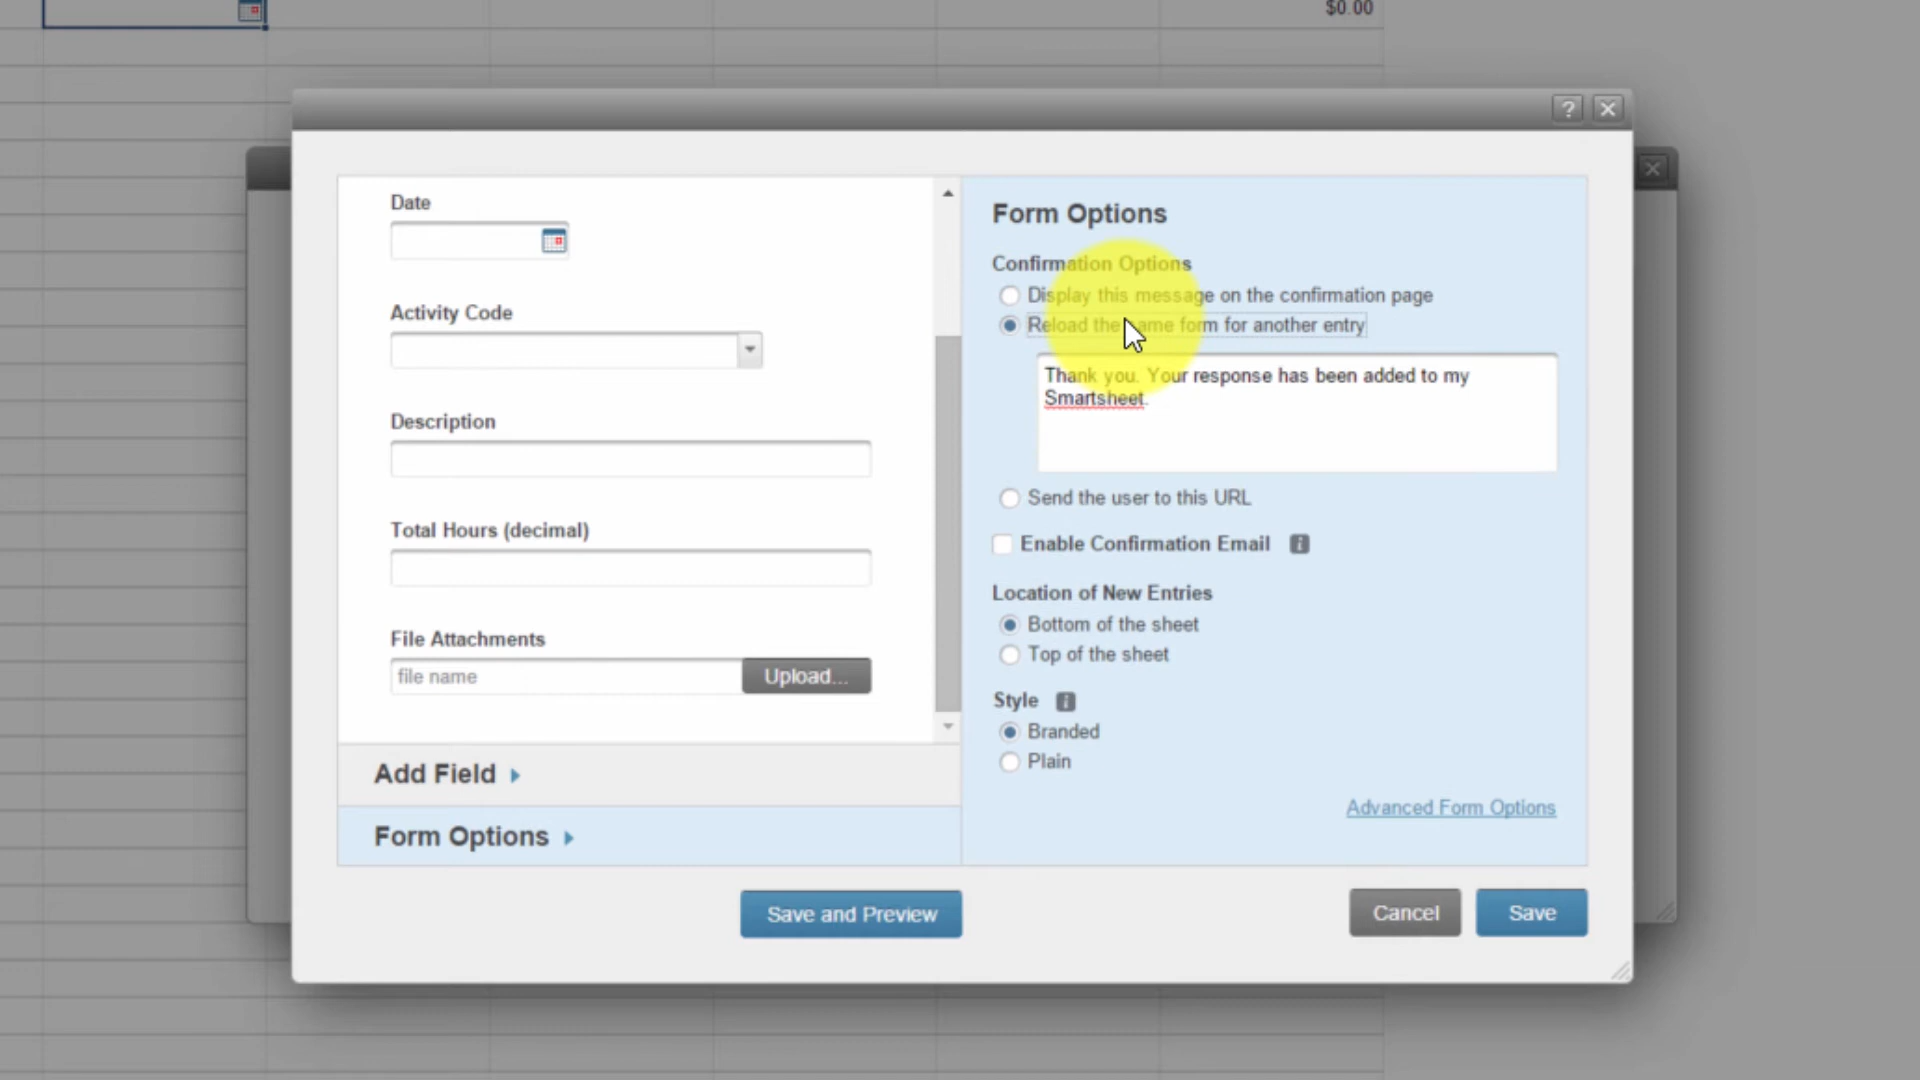 $0.00
?
Date
Activity Code
Description
Total Hours (decimal)
File Attachments
file name
Upload...
Add Field
Form Options
Form Options
Confirmation Options
Display this message on the confirmation page
Reload the same form for another entry
Thank you. Your response has been added to my
Smartsheet.
Send the user to this URL
Enable Confirmation Email i
Location of New Entries
Bottom of the sheet
Top of the sheet
Style i
Branded
Plain
Advanced Form Options
Save and Preview
Cancel
Save